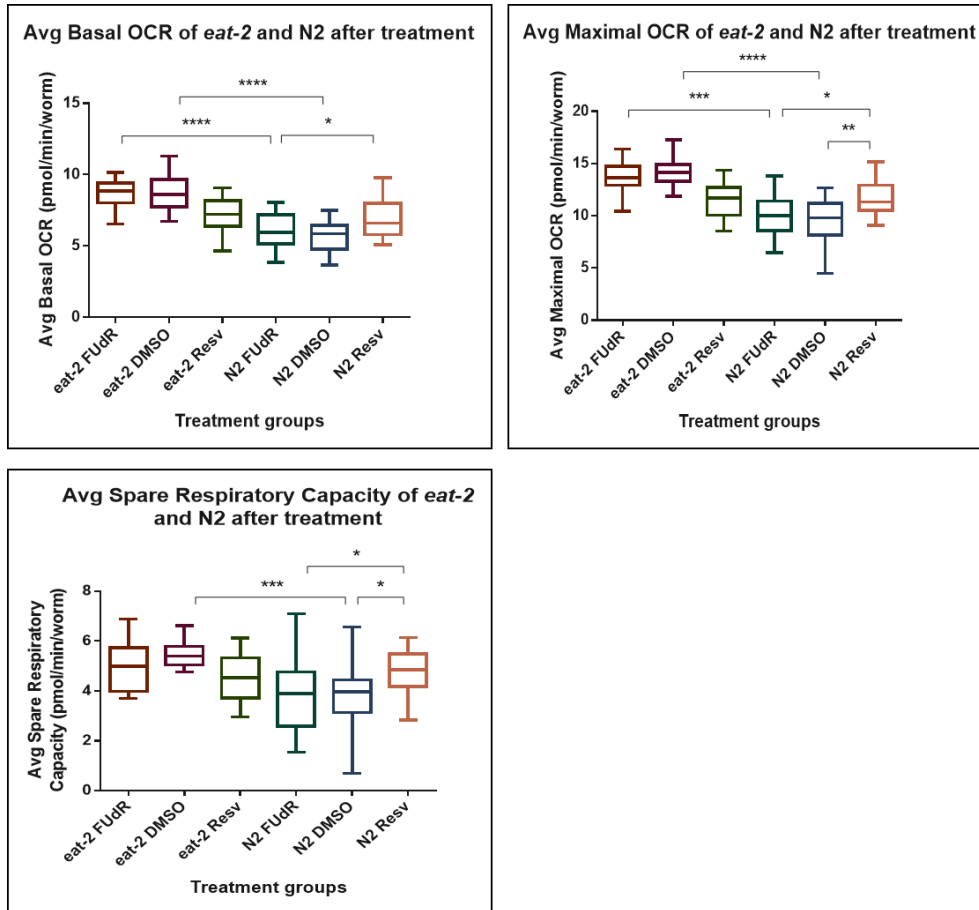 Avg Basal OCR of eat-2 and N2 after treatment
Avg Basal OCR (pmol/min/worm)
15
10
5
0
****
****
*
eat-2 FUdR
eat-2 DMSO
eat-2 Resv
N2 FUdR
N2 DMSO
N2 Resv
Treatment groups
Avg Maximal OCR of eat-2 and N2 after treatment
Avg Maximal OCR (pmol/min/worm)
20
15
10
5
0
****
***
*
**
eat-2 FUdR
eat-2 DMSO
eat-2 Resv
N2 FUdR
N2 DMSO
N2 Resv
Treatment groups
Avg Spare Respiratory Capacity of eat-2
and N2 after treatment
Avg Spare Respiratory
Capacity (pmol/min/worm)
8
6
4
2
0
*
***
*
eat-2 FUdR
eat-2 DMSO
eat-2 Resv
N2 FUdR
N2 DMSO
N2 Resv
Treatment groups